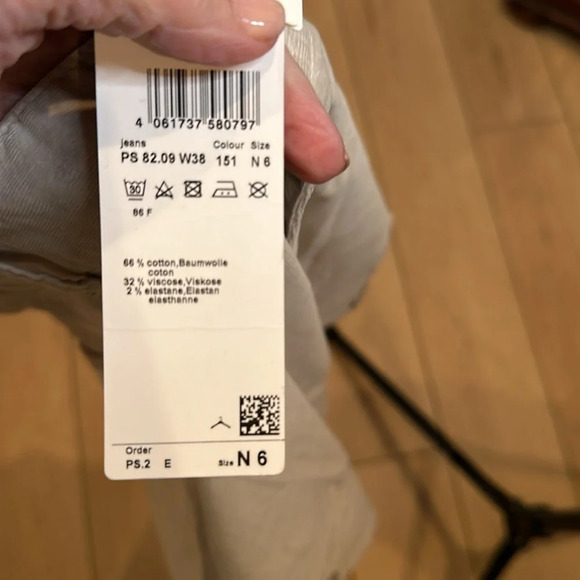 4 061737 580797
jeans Colour Size
PS 82.09 W38 151 N 6
30
86 F
66 % cotton,Baumwolle
coton
32 % viscose,Viskose
2 % elastane,Elastan
elasthanne
Order
PS.2 E Size N 6